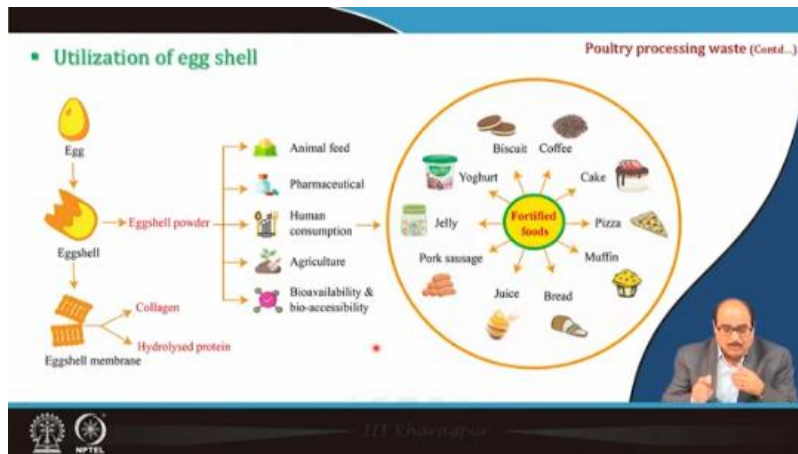 Poultry processing waste (Contd...)
▪ Utilization of egg shell
Egg
Eggshell
Eggshell powder
Eggshell membrane
Collagen
Hydrolysed protein
Animal feed
Pharmaceutical
Human
consumption
Agriculture
Bioavailability &
bio-accessibility
Fortified
foods
Biscuit
Coffee
Cake
Pizza
Muffin
Bread
Juice
Pork sausage
Jelly
Yoghurt
NPTEL
IIT Kharagpur